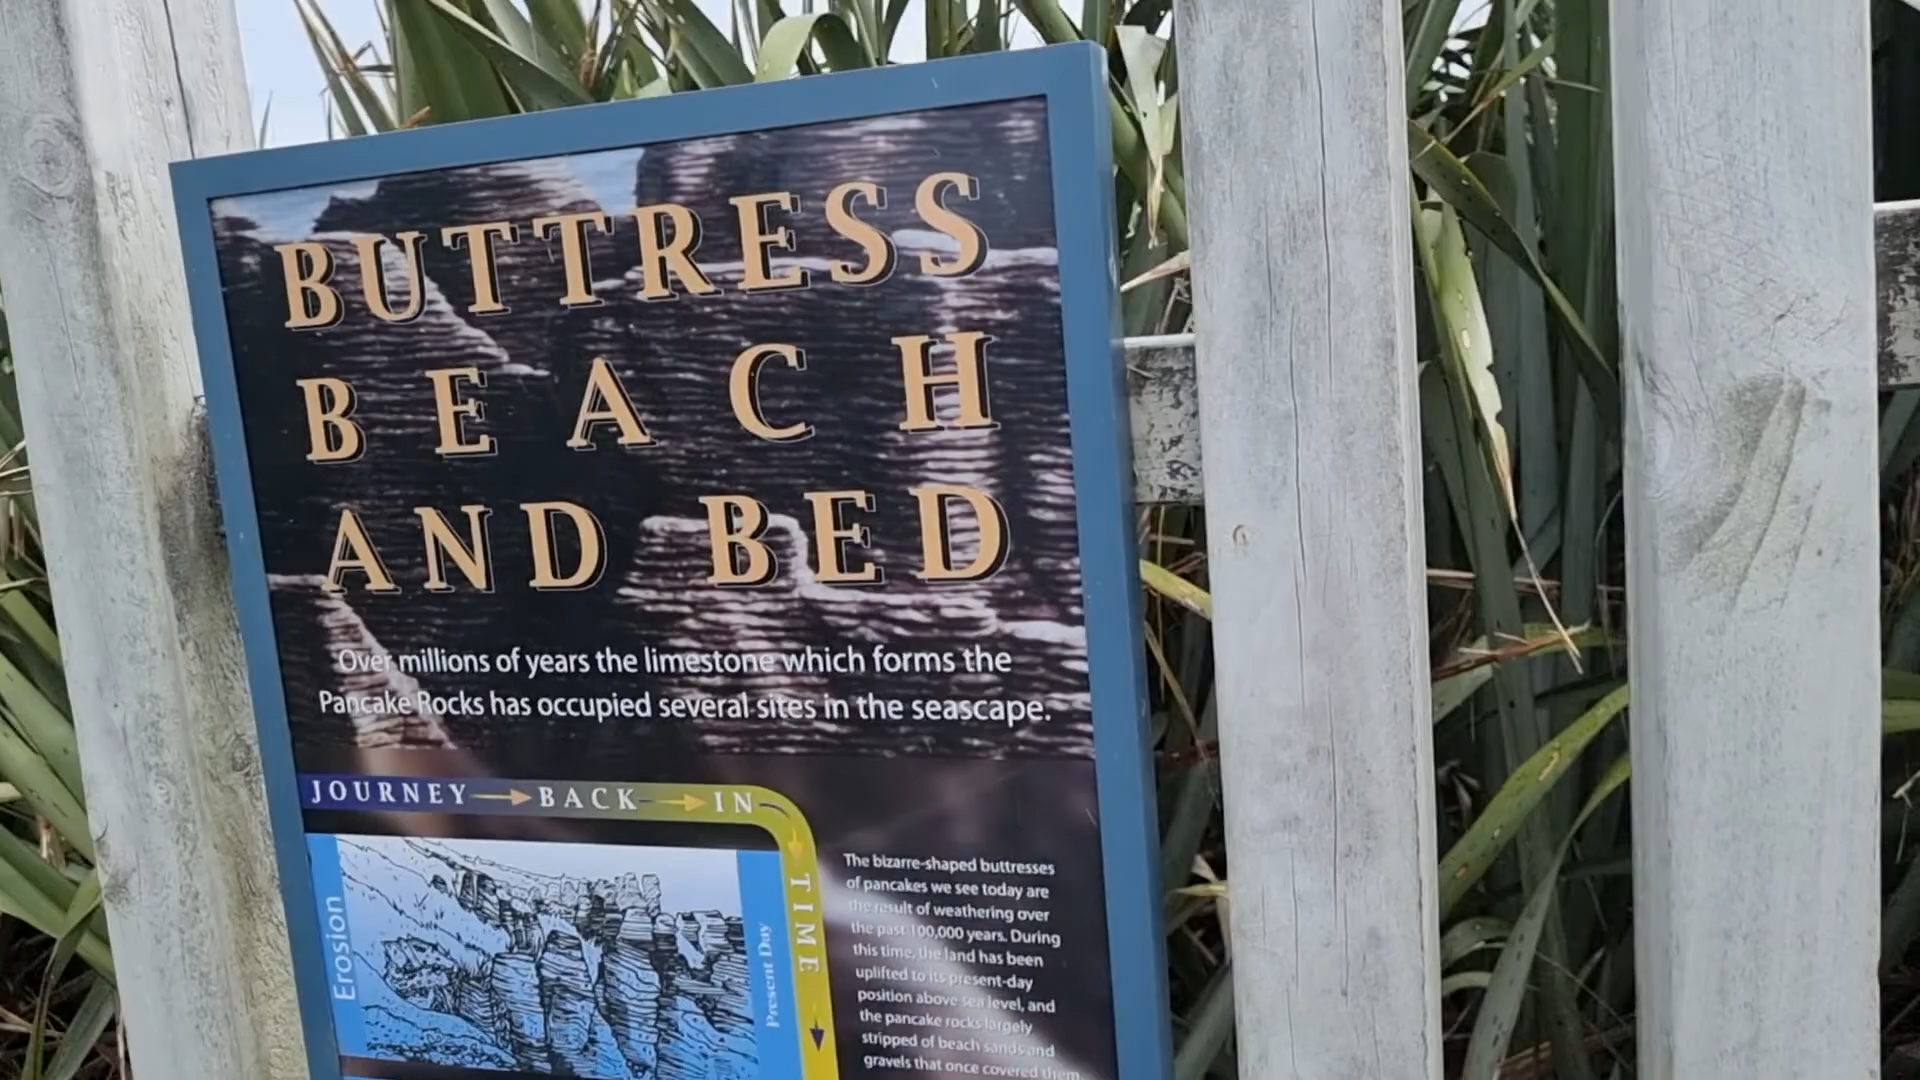 BUTTRESS
BEACH
AND BED
Over millions of years the limestone which forms the
Pancake Rocks has occupied several sites in the seascape.
JOURNEY BACK IN
TIME
Erosion
Present Day
The bizarre-shaped buttresses
of pancakes we see today are
the result of weathering over
the past 100,000 years. During
this time, the land has been
uplifted to its present-day
position above sea level, and
the pancake rocks largely
stripped of beach sands and
gravels that once covered them.